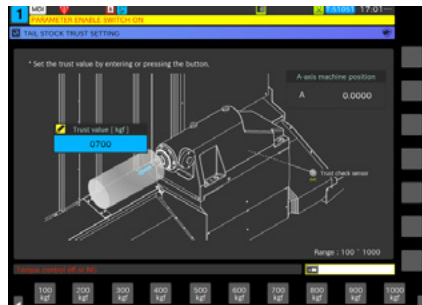 1 MDI T:51051 17:01
PARAMETER ENABLE SWITCH ON
TAIL STOCK TRUST SETTING
* Set the trust value by entering or pressing the button.
A-axis machine position
A 0.0000
Trust value [ kgf ]
0700
Trust check sensor
Range : 100 ~ 1000
Torque control off or NG
100 kgf 200 kgf 300 kgf 400 kgf 500 kgf 600 kgf 700 kgf 800 kgf 900 kgf 1000 kgf